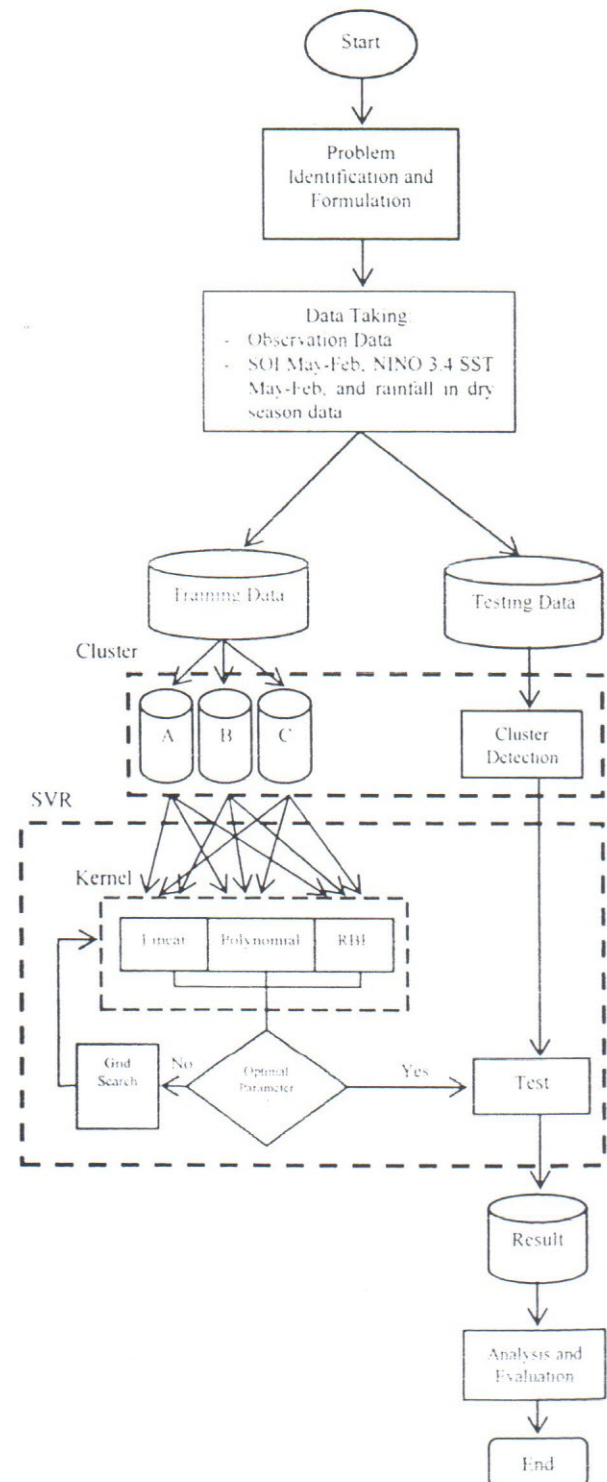 Start
Problem
Identification and
Formulation
Data Taking:
- Observation Data
- SOI May-Feb, NINO 3.4 SST
May-Feb, and rainfall in dry
season data
Training Data
Testing Data
Cluster
A B C
Cluster
Detection
SVR
Kernel
Linear Polynomial RBF
Grid
Search
No
Optimal
Parameter
Yes
Test
Result
Analysis and
Evaluation
End